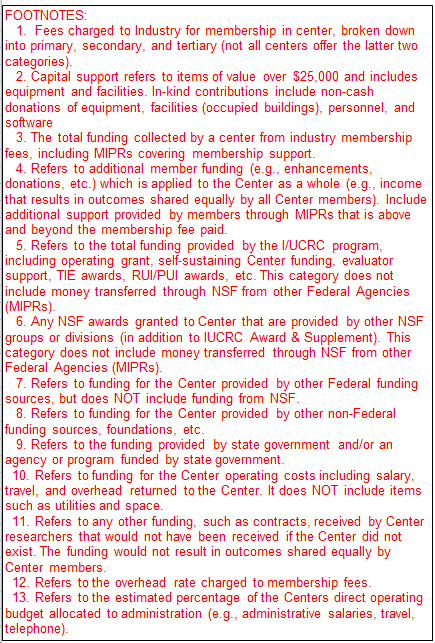 FOOTNOTES:
1. Fees charged to Industry for membership in center, broken down
into primary, secondary, and tertiary (not all centers offer the latter two
categories).
2. Capital support refers to items of value over $25,000 and includes
equipment and facilities. In-kind contributions include non-cash
donations of equipment, facilities (occupied buildings), personnel, and
software
3. The total funding collected by a center from industry membership
fees, including MIPRs covering membership support.
4. Refers to additional member funding (e.g., enhancements,
donations, etc.) which is applied to the Center as a whole (e.g., income
that results in outcomes shared equally by all Center members). Include
additional support provided by members through MIPRs that is above
and beyond the membership fee paid.
5. Refers to the total funding provided by the I/UCRC program,
including operating grant, self-sustaining Center funding, evaluator
support, TIE awards, RUI/PUI awards, etc. This category does not
include money transferred through NSF from other Federal Agencies
(MIPRs).
6. Any NSF awards granted to Center that are provided by other NSF
groups or divisions (in addition to IUCRC Award & Supplement). This
category does not include money transferred through NSF from other
Federal Agencies (MIPRs).
7. Refers to funding for the Center provided by other Federal funding
sources, but does NOT include funding from NSF.
8. Refers to funding for the Center provided by other non-Federal
funding sources, foundations, etc.
9. Refers to the funding provided by state government and/or an
agency or program funded by state government.
10. Refers to funding for the Center operating costs including salary,
travel, and overhead returned to the Center. It does NOT include items
such as utilities and space.
11. Refers to any other funding, such as contracts, received by Center
researchers that would not have been received if the Center did not
exist. The funding would not result in outcomes shared equally by
Center members.
12. Refers to the overhead rate charged to membership fees.
13. Refers to the estimated percentage of the Centers direct operating
budget allocated to administration (e.g., administrative salaries, travel,
telephone).